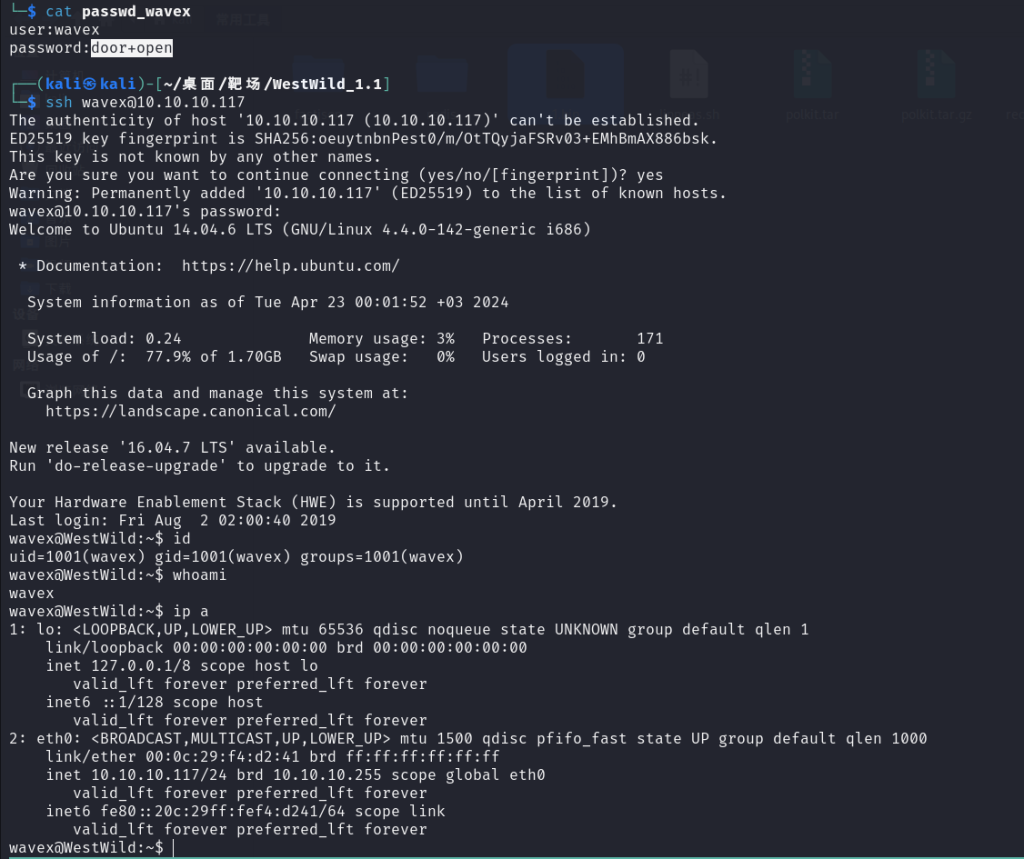 └─$ cat passwd_wavex
user:wavex
password:door+open
┌──(kali㉿kali)-[~/桌面/靶场/WestWild_1.1]
└─$ ssh wavex@10.10.10.117
The authenticity of host '10.10.10.117 (10.10.10.117)' can't be established.
ED25519 key fingerprint is SHA256:oeuytnbnPest0/m/OtTQyjaFSRv03+EMhBmAX886bsk.
This key is not known by any other names.
Are you sure you want to continue connecting (yes/no/[fingerprint])? yes
Warning: Permanently added '10.10.10.117' (ED25519) to the list of known hosts.
wavex@10.10.10.117's password:
Welcome to Ubuntu 14.04.6 LTS (GNU/Linux 4.4.0-142-generic i686)
 * Documentation:  https://help.ubuntu.com/
  System information as of Tue Apr 23 00:01:52 +03 2024
  System load: 0.24              Memory usage: 3%   Processes:       171
  Usage of /:  77.9% of 1.70GB   Swap usage:   0%   Users logged in: 0
  Graph this data and manage this system at:
    https://landscape.canonical.com/
New release '16.04.7 LTS' available.
Run 'do-release-upgrade' to upgrade to it.
Your Hardware Enablement Stack (HWE) is supported until April 2019.
Last login: Fri Aug  2 02:00:40 2019
wavex@WestWild:~$ id
uid=1001(wavex) gid=1001(wavex) groups=1001(wavex)
wavex@WestWild:~$ whoami
wavex
wavex@WestWild:~$ ip a
1: lo: <LOOPBACK,UP,LOWER_UP> mtu 65536 qdisc noqueue state UNKNOWN group default qlen 1
    link/loopback 00:00:00:00:00:00 brd 00:00:00:00:00:00
    inet 127.0.0.1/8 scope host lo
       valid_lft forever preferred_lft forever
    inet6 ::1/128 scope host
       valid_lft forever preferred_lft forever
2: eth0: <BROADCAST,MULTICAST,UP,LOWER_UP> mtu 1500 qdisc pfifo_fast state UP group default qlen 1000
    link/ether 00:0c:29:f4:d2:41 brd ff:ff:ff:ff:ff:ff
    inet 10.10.10.117/24 brd 10.10.10.255 scope global eth0
       valid_lft forever preferred_lft forever
    inet6 fe80::20c:29ff:fef4:d241/64 scope link
       valid_lft forever preferred_lft forever
wavex@WestWild:~$